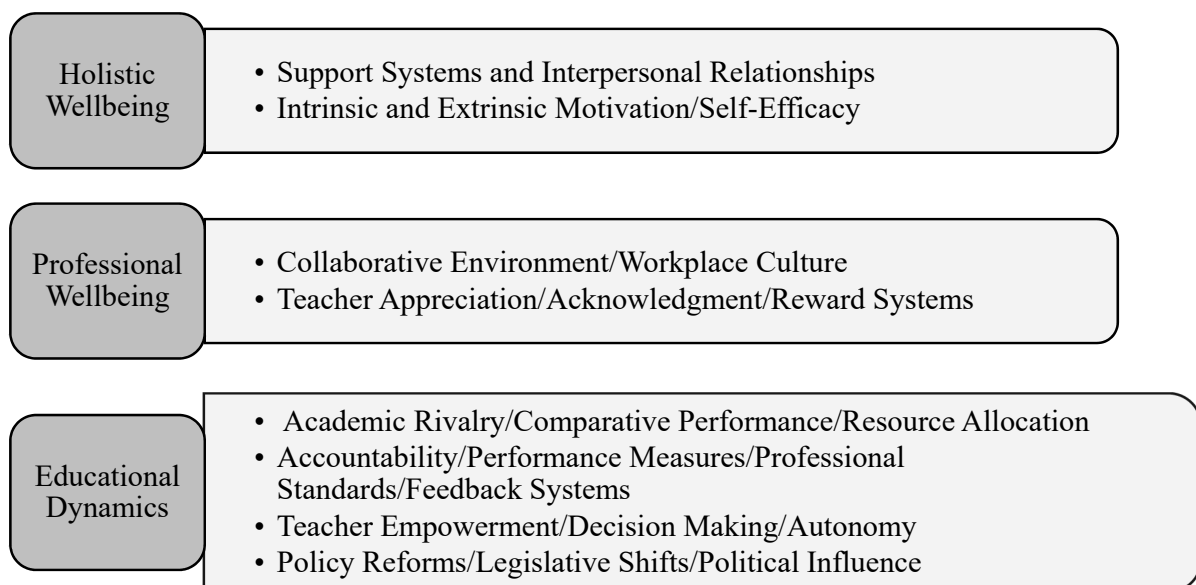 Holistic
Wellbeing
• Support Systems and Interpersonal Relationships
• Intrinsic and Extrinsic Motivation/Self-Efficacy
Professional
Wellbeing
• Collaborative Environment/Workplace Culture
• Teacher Appreciation/Acknowledgment/Reward Systems
Educational
Dynamics
• Academic Rivalry/Comparative Performance/Resource Allocation
• Accountability/Performance Measures/Professional
Standards/Feedback Systems
• Teacher Empowerment/Decision Making/Autonomy
• Policy Reforms/Legislative Shifts/Political Influence